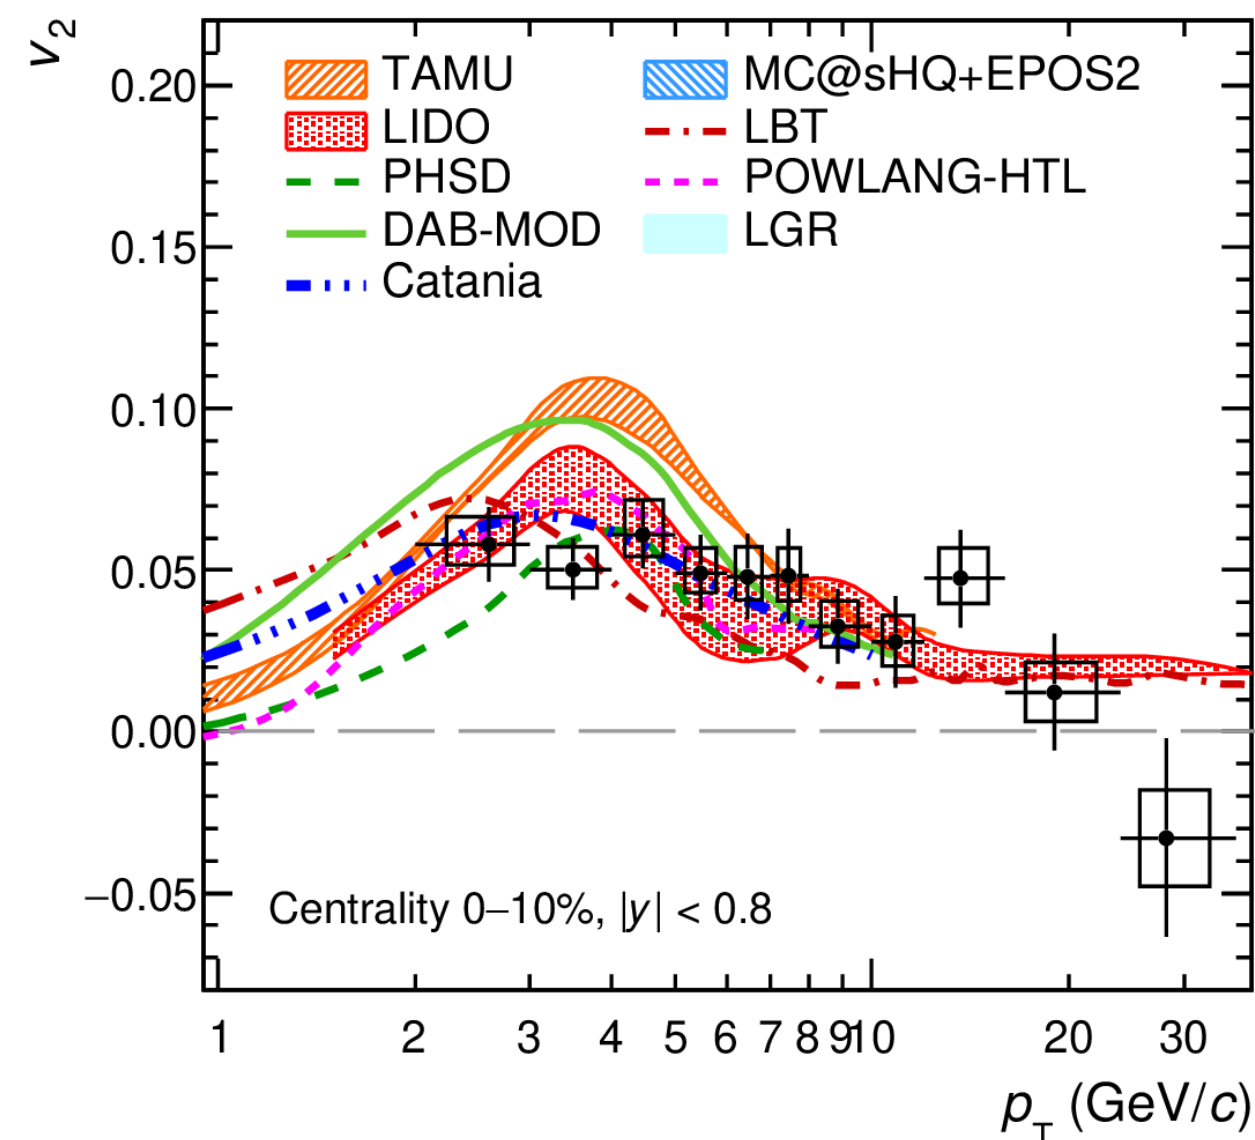 v2
0.20
0.15
0.10
0.05
0.00
−0.05
TAMU
LIDO
PHSD
DAB-MOD
Catania
MC@sHQ+EPOS2
LBT
POWLANG-HTL
LGR
Centrality 0–10%, |y| < 0.8
1 2 3 4 5 6 7 8 9 10 20 30
pT (GeV/c)